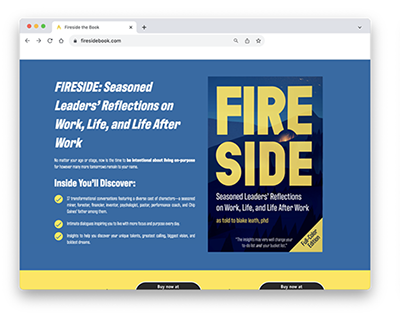 Fireside the Book
firesidebook.com
FIRESIDE: Seasoned
Leaders' Reflections on
Work, Life, and Life After
Work
No matter your age or stage, now is the time to be intentional about living on-purpose
for however many more tomorrows remain to your name.
Inside You'll Discover:
17 transformational conversations featuring a diverse cast of characters—a seasoned
miner, forester, financier, inventor, psychologist, pastor, performance coach, and Chip
Gaines' father among them.
Intimate dialogues inspiring you to live with more focus and purpose every day.
Insights to help you discover your unique talents, greatest calling, biggest vision, and
boldest dreams.
FIRE
SIDE
Seasoned Leaders' Reflections
on Work, Life, and Life After Work
as told to blake leath, phd
"The insights may very well change your
to do list and your bucket list."
Full-Color
Edition
Buy now at
Buy now at